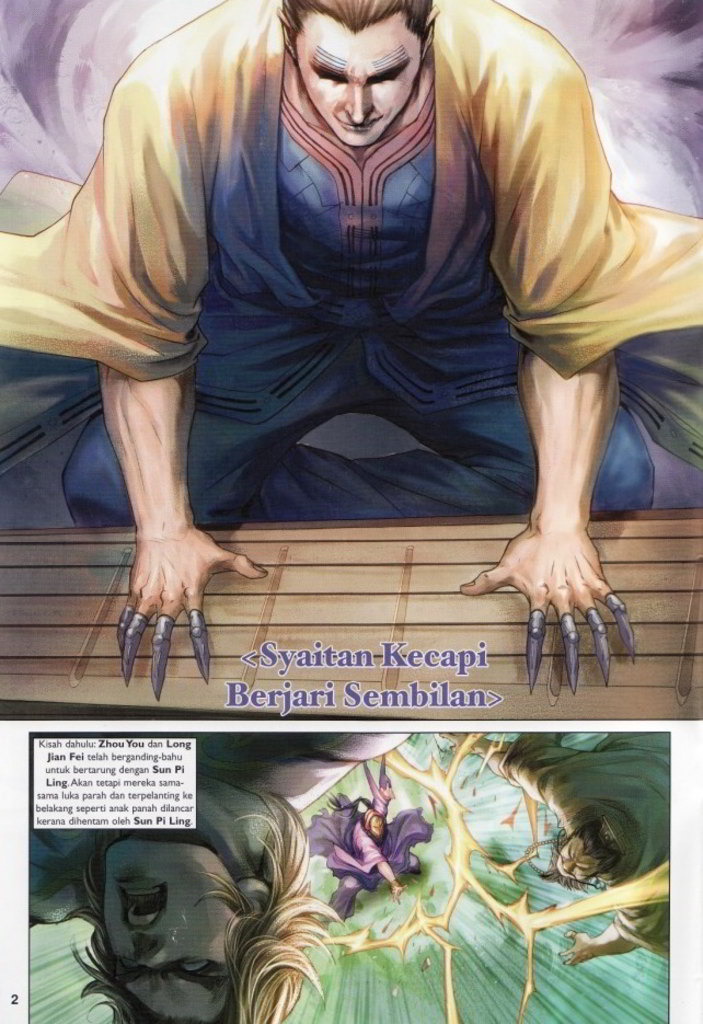 <Syaitan Kecapi
Berjari Sembilan>
Kisah dahulu: Zhou You dan Long
Jian Fei telah berganding-bahu
untuk bertarung dengan Sun Pi
Ling. Akan tetapi mereka sama-
sama luka parah dan terpelanting ke
belakang seperti anak panah dilancar
kerana dihentam oleh Sun Pi Ling.
2